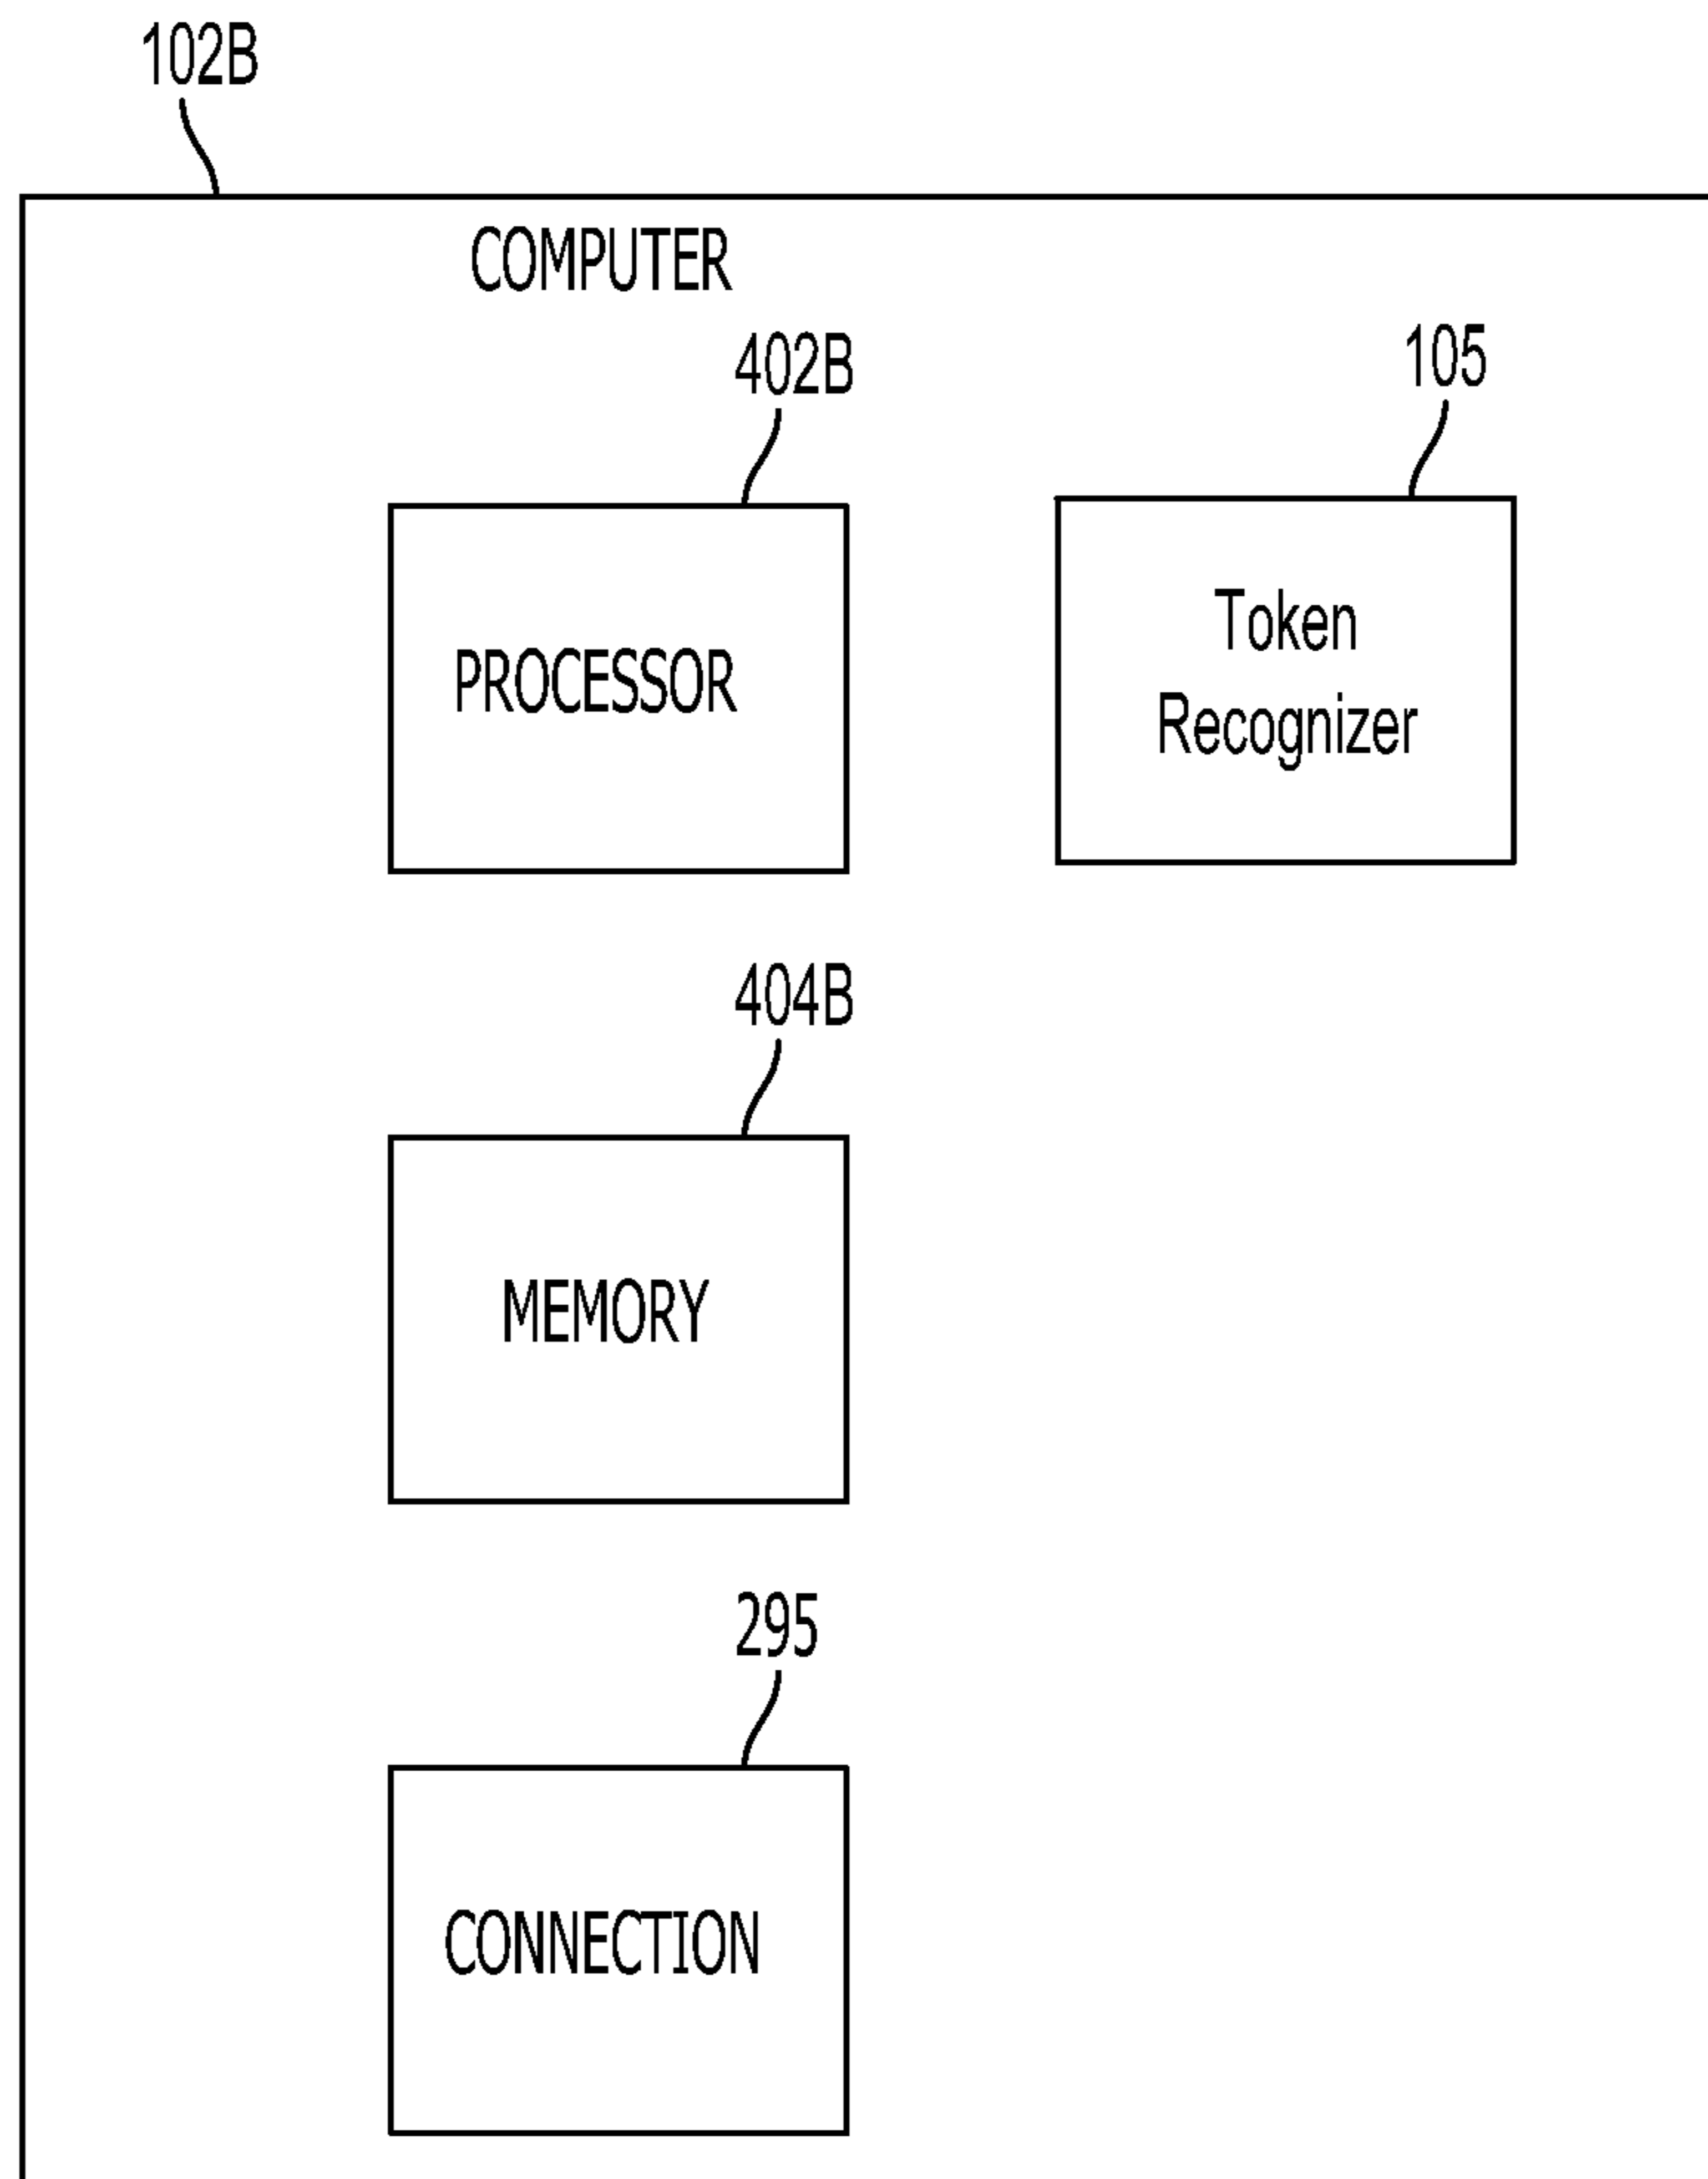 102B
COMPUTER
402B
105
PROCESSOR
Token
Recognizer
404B
MEMORY
295
CONNECTION